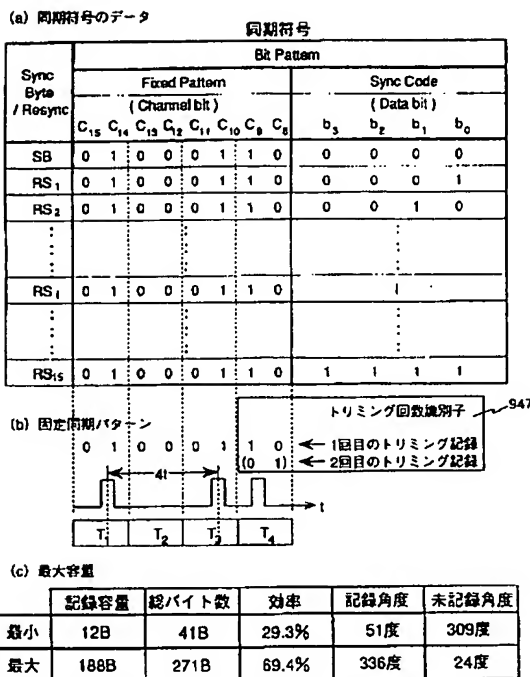 (a) 同期符号のデータ
同期符号
Sync Byte / Resync
Bit Pattern
Fixed Pattern
Sync Code
( Channel bit )
( Data bit )
C15 C14 C13 C12 C11 C10 C9 C8 b3 b2 b1 b0
SB 0 1 0 0 0 1 1 0 0 0 0 0
RS1 0 1 0 0 0 1 1 0 0 0 0 1
RS2 0 1 0 0 0 1 1 0 0 0 1 0
RSi 0 1 0 0 0 1 1 0 i
RS15 0 1 0 0 0 1 1 0 1 1 1 1
(b) 固定同期パターン
トリミング回数識別子
947
0 1 0 0 0 1 1 0 ← 1回目のトリミング記録
(0 1) ← 2回目のトリミング記録
4t
t
T1 T2 T3 T4
(c) 最大容量
記録容量 総バイト数 効率 記録角度 未記録角度
最小 12B 41B 29.3% 51度 309度
最大 188B 271B 69.4% 336度 24度